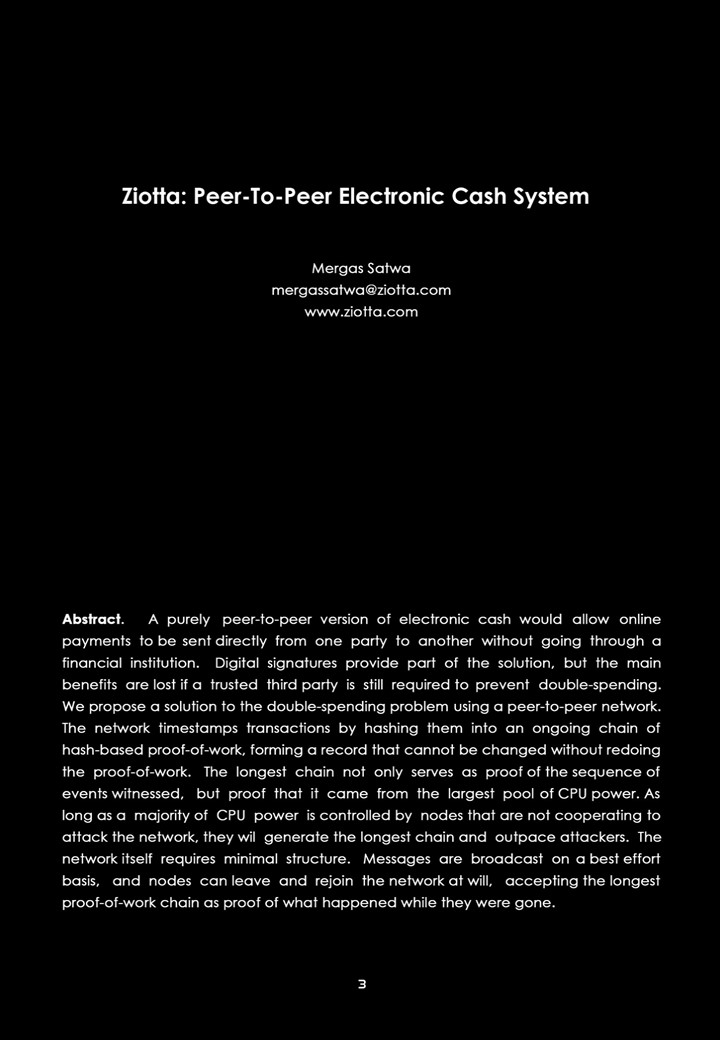 Ziotta: Peer-To-Peer Electronic Cash System
Mergas Satwa
mergassatwa@ziotta.com
www.ziotta.com
Abstract. A purely peer-to-peer version of electronic cash would allow online
payments to be sent directly from one party to another without going through a
financial institution. Digital signatures provide part of the solution, but the main
benefits are lost if a trusted third party is still required to prevent double-spending.
We propose a solution to the double-spending problem using a peer-to-peer network.
The network timestamps transactions by hashing them into an ongoing chain of
hash-based proof-of-work, forming a record that cannot be changed without redoing
the proof-of-work. The longest chain not only serves as proof of the sequence of
events witnessed, but proof that it came from the largest pool of CPU power. As
long as a majority of CPU power is controlled by nodes that are not cooperating to
attack the network, they wil generate the longest chain and outpace attackers. The
network itself requires minimal structure. Messages are broadcast on a best effort
basis, and nodes can leave and rejoin the network at will, accepting the longest
proof-of-work chain as proof of what happened while they were gone.
3